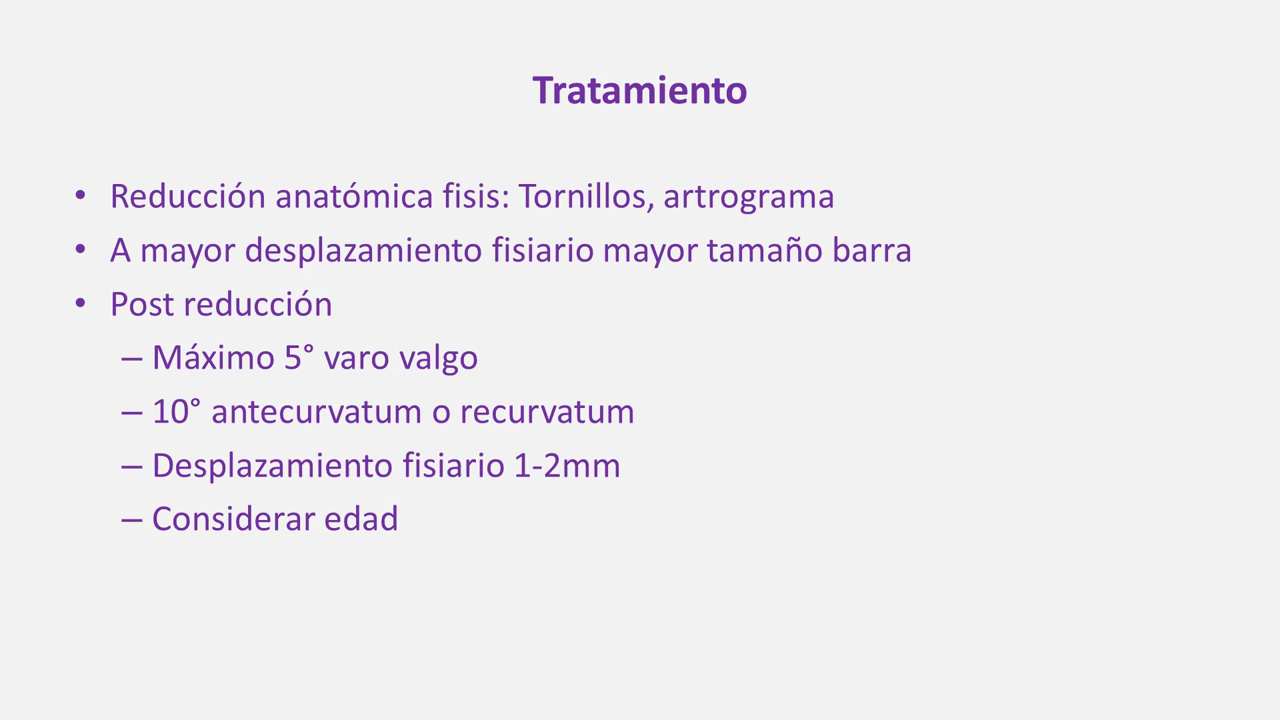 Tratamiento
• Reducción anatómica fisis: Tornillos, artrograma
• A mayor desplazamiento fisiario mayor tamaño barra
• Post reducción
– Máximo 5° varo valgo
– 10° antecurvatum o recurvatum
– Desplazamiento fisiario 1-2mm
– Considerar edad